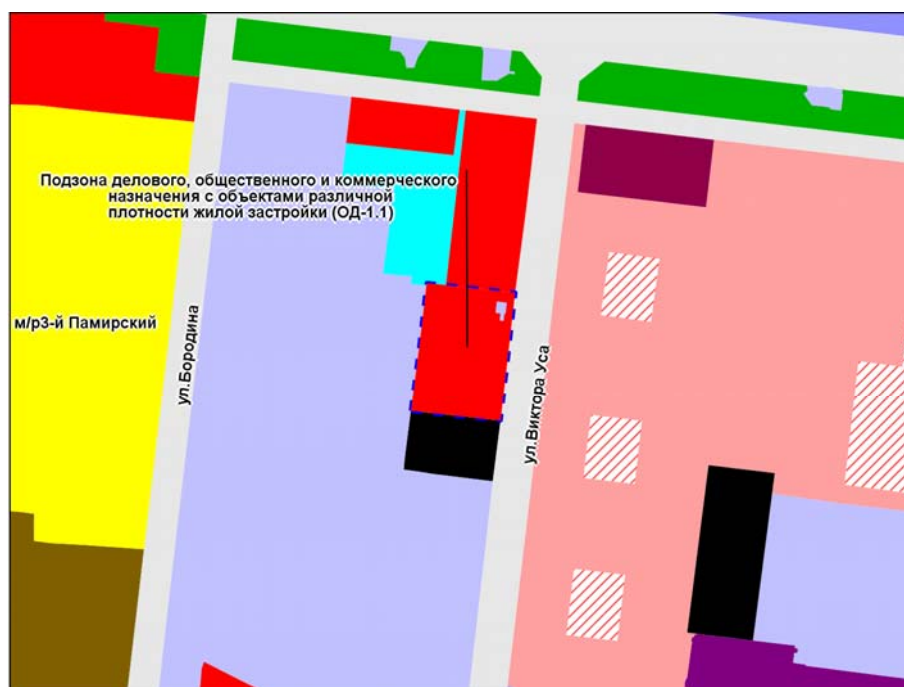 Подзона делового, общественного и коммерческого
назначения с объектами различной
плотности жилой застройки (ОД-1.1)
м/р3-й Памирский
ул.Бородина
ул.Виктора Уса